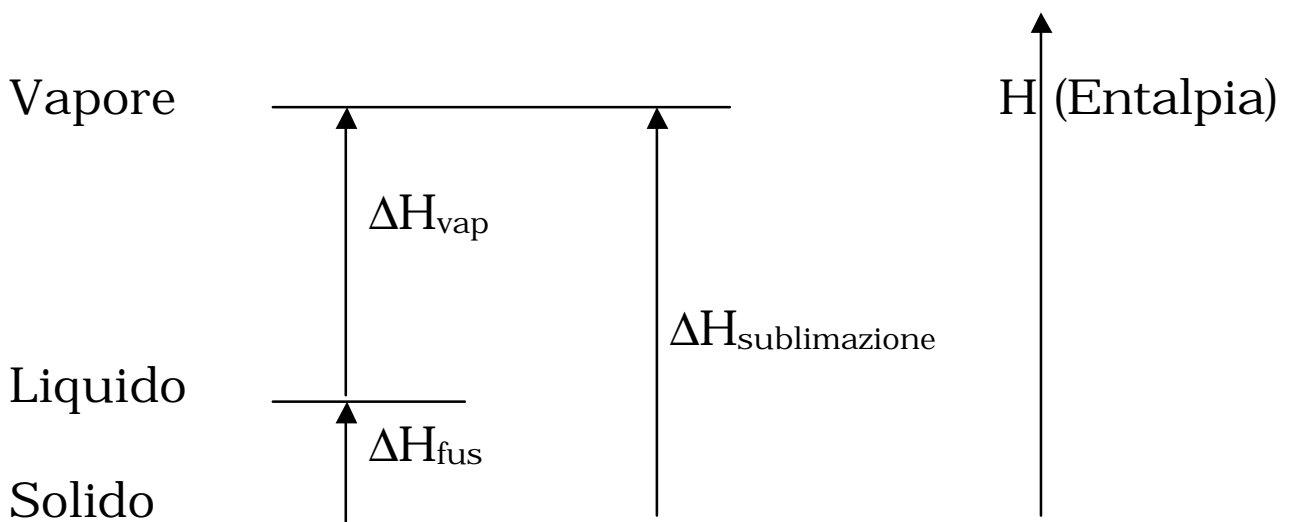 Vapore
H (Entalpia)
ΔHvap
ΔHsublimazione
Liquido
ΔHfus
Solido